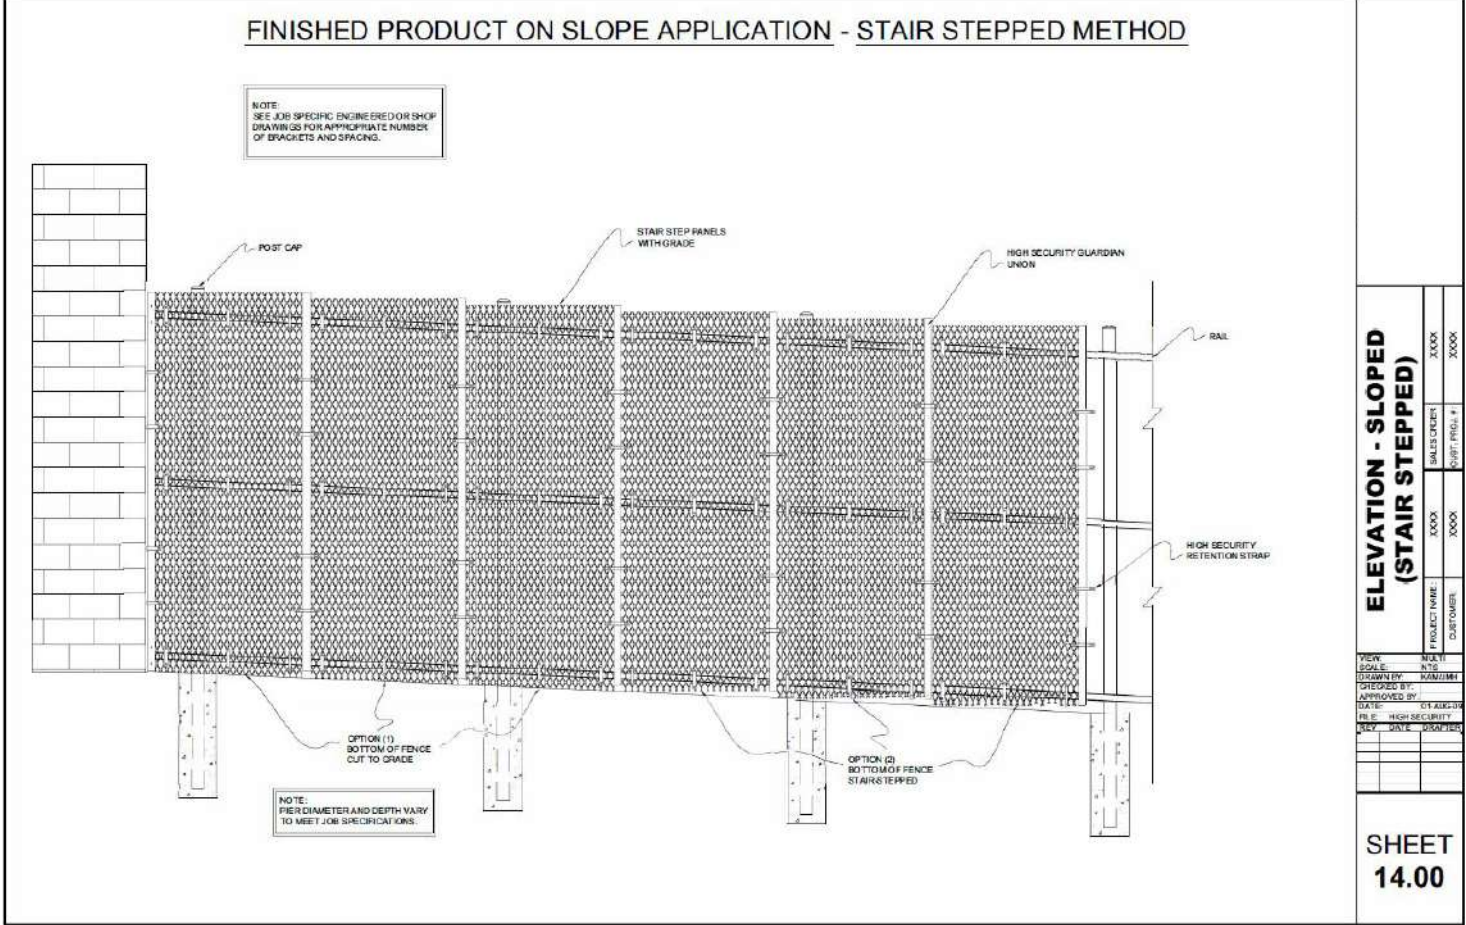 FINISHED PRODUCT ON SLOPE APPLICATION - STAIR STEPPED METHOD
NOTE:
SEE JOB SPECIFIC ENGINEERED OR SHOP
DRAWINGS FOR APPROPRIATE NUMBER
OF BRACKETS AND SPACING.
POST CAP
STAIR STEP PANELS
WITH GRADE
HIGH SECURITY GUARDIAN
UNION
RAIL
HIGH SECURITY
RETENTION STRAP
OPTION (1)
BOTTOM OF FENCE
CUT TO GRADE
OPTION (2)
BOTTOM OF FENCE
STAIR-STEPPED
NOTE:
PIER DIAMETER AND DEPTH VARY
TO MEET JOB SPECIFICATIONS.
ELEVATION - SLOPED
(STAIR STEPPED)
PROJECT NAME: XXXX SALES ORDER XXXX
CUSTOMER: XXXX CUST. PROJ. #: XXXX
VIEW: MULTI
SCALE: NTS
DRAWN BY: KAM/JMH
CHECKED BY:
APPROVED BY
DATE: 01-AUG-09
FILE: HIGH SECURITY
REV DATE DRAFTER
SHEET
14.00